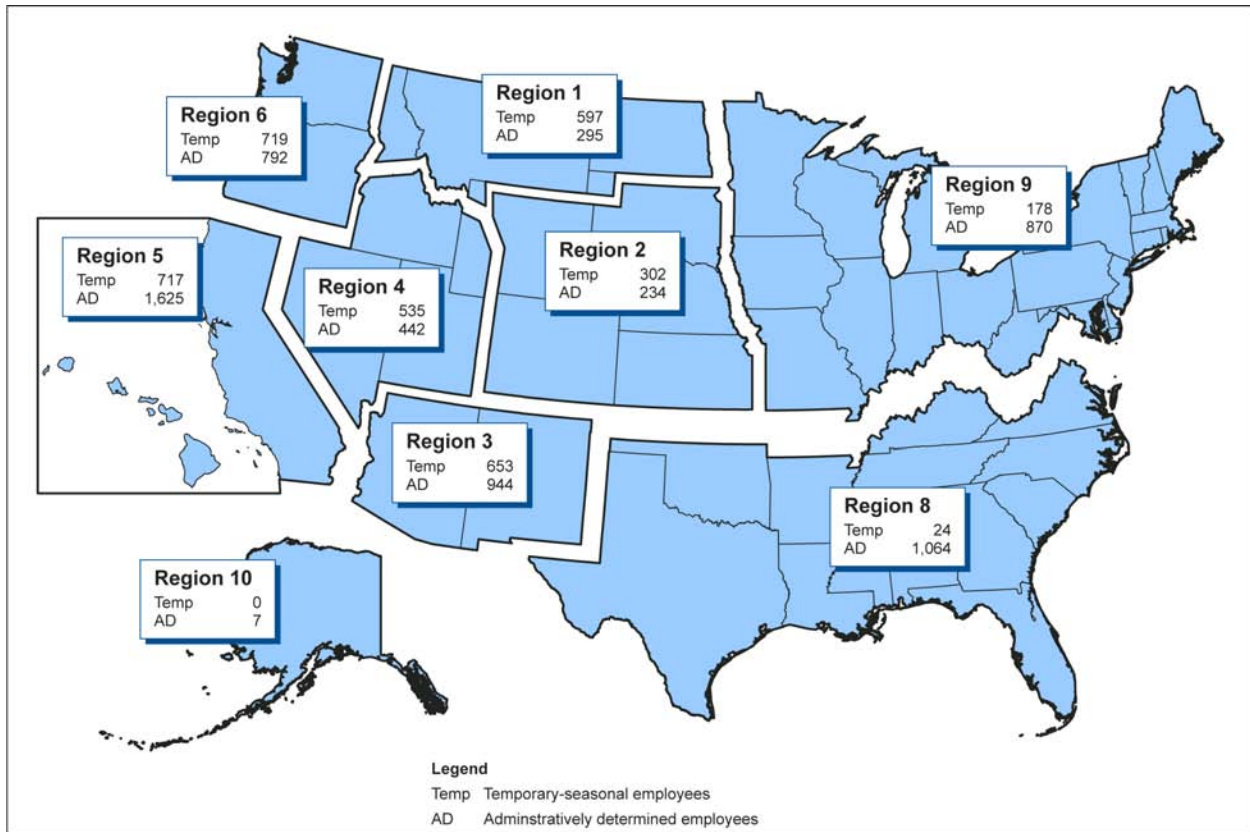 Region 1
Temp 597
AD 295
Region 6
Temp 719
AD 792
Region 9
Temp 178
AD 870
Region 5
Temp 717
AD 1,625
Region 2
Temp 302
AD 234
Region 4
Temp 535
AD 442
Region 3
Temp 653
AD 944
Region 8
Temp 24
AD 1,064
Region 10
Temp 0
AD 7
Legend
Temp Temporary-seasonal employees
AD Adminstratively determined employees